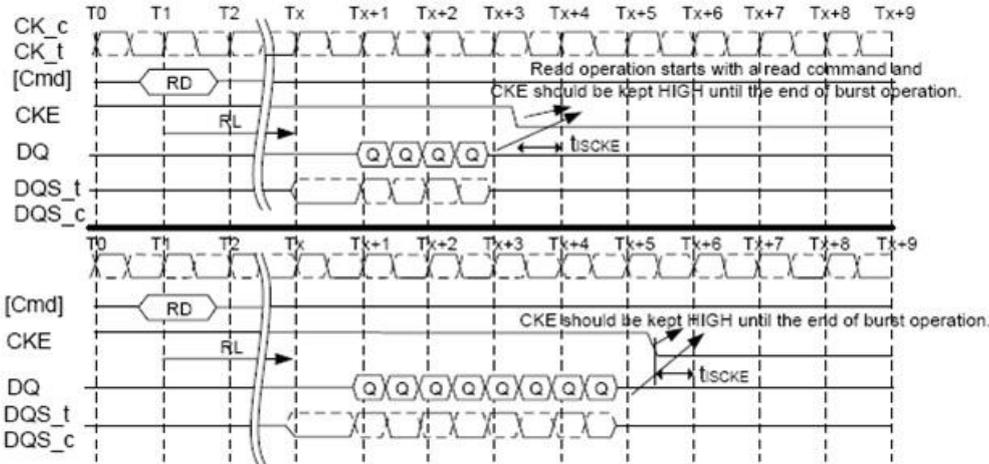 T0 T1 T2 Tx Tx+1 Tx+2 Tx+3 Tx+4 Tx+5 Tx+6 Tx+7 Tx+8 Tx+9
CK_c
CK_t
[Cmd] RD
Read operation starts with a read command and
CKE should be kept HIGH until the end of burst operation.
CKE
RL
tISCKE
DQ Q Q Q Q
DQS_t
DQS_c
T0 T1 T2 Tx Tx+1 Tx+2 Tx+3 Tx+4 Tx+5 Tx+6 Tx+7 Tx+8 Tx+9
[Cmd] RD
CKE should be kept HIGH until the end of burst operation.
CKE
RL
tISCKE
DQ Q Q Q Q Q Q Q Q
DQS_t
DQS_c